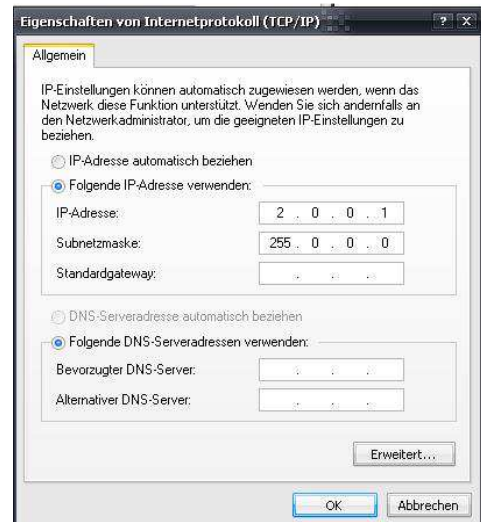 Eigenschaften von Internetprotokoll (TCP/IP)
Allgemein
IP-Einstellungen können automatisch zugewiesen werden, wenn das
Netzwerk diese Funktion unterstützt. Wenden Sie sich andernfalls an
den Netzwerkadministrator, um die geeigneten IP-Einstellungen zu
beziehen.
IP-Adresse automatisch beziehen
Folgende IP-Adresse verwenden:
IP-Adresse: 2 . 0 . 0 . 1
Subnetzmaske: 255 . 0 . 0 . 0
Standardgateway: . . .
DNS-Serveradresse automatisch beziehen
Folgende DNS-Serveradressen verwenden:
Bevorzugter DNS-Server: . . .
Alternativer DNS-Server: . . .
Erweitert...
OK Abbrechen